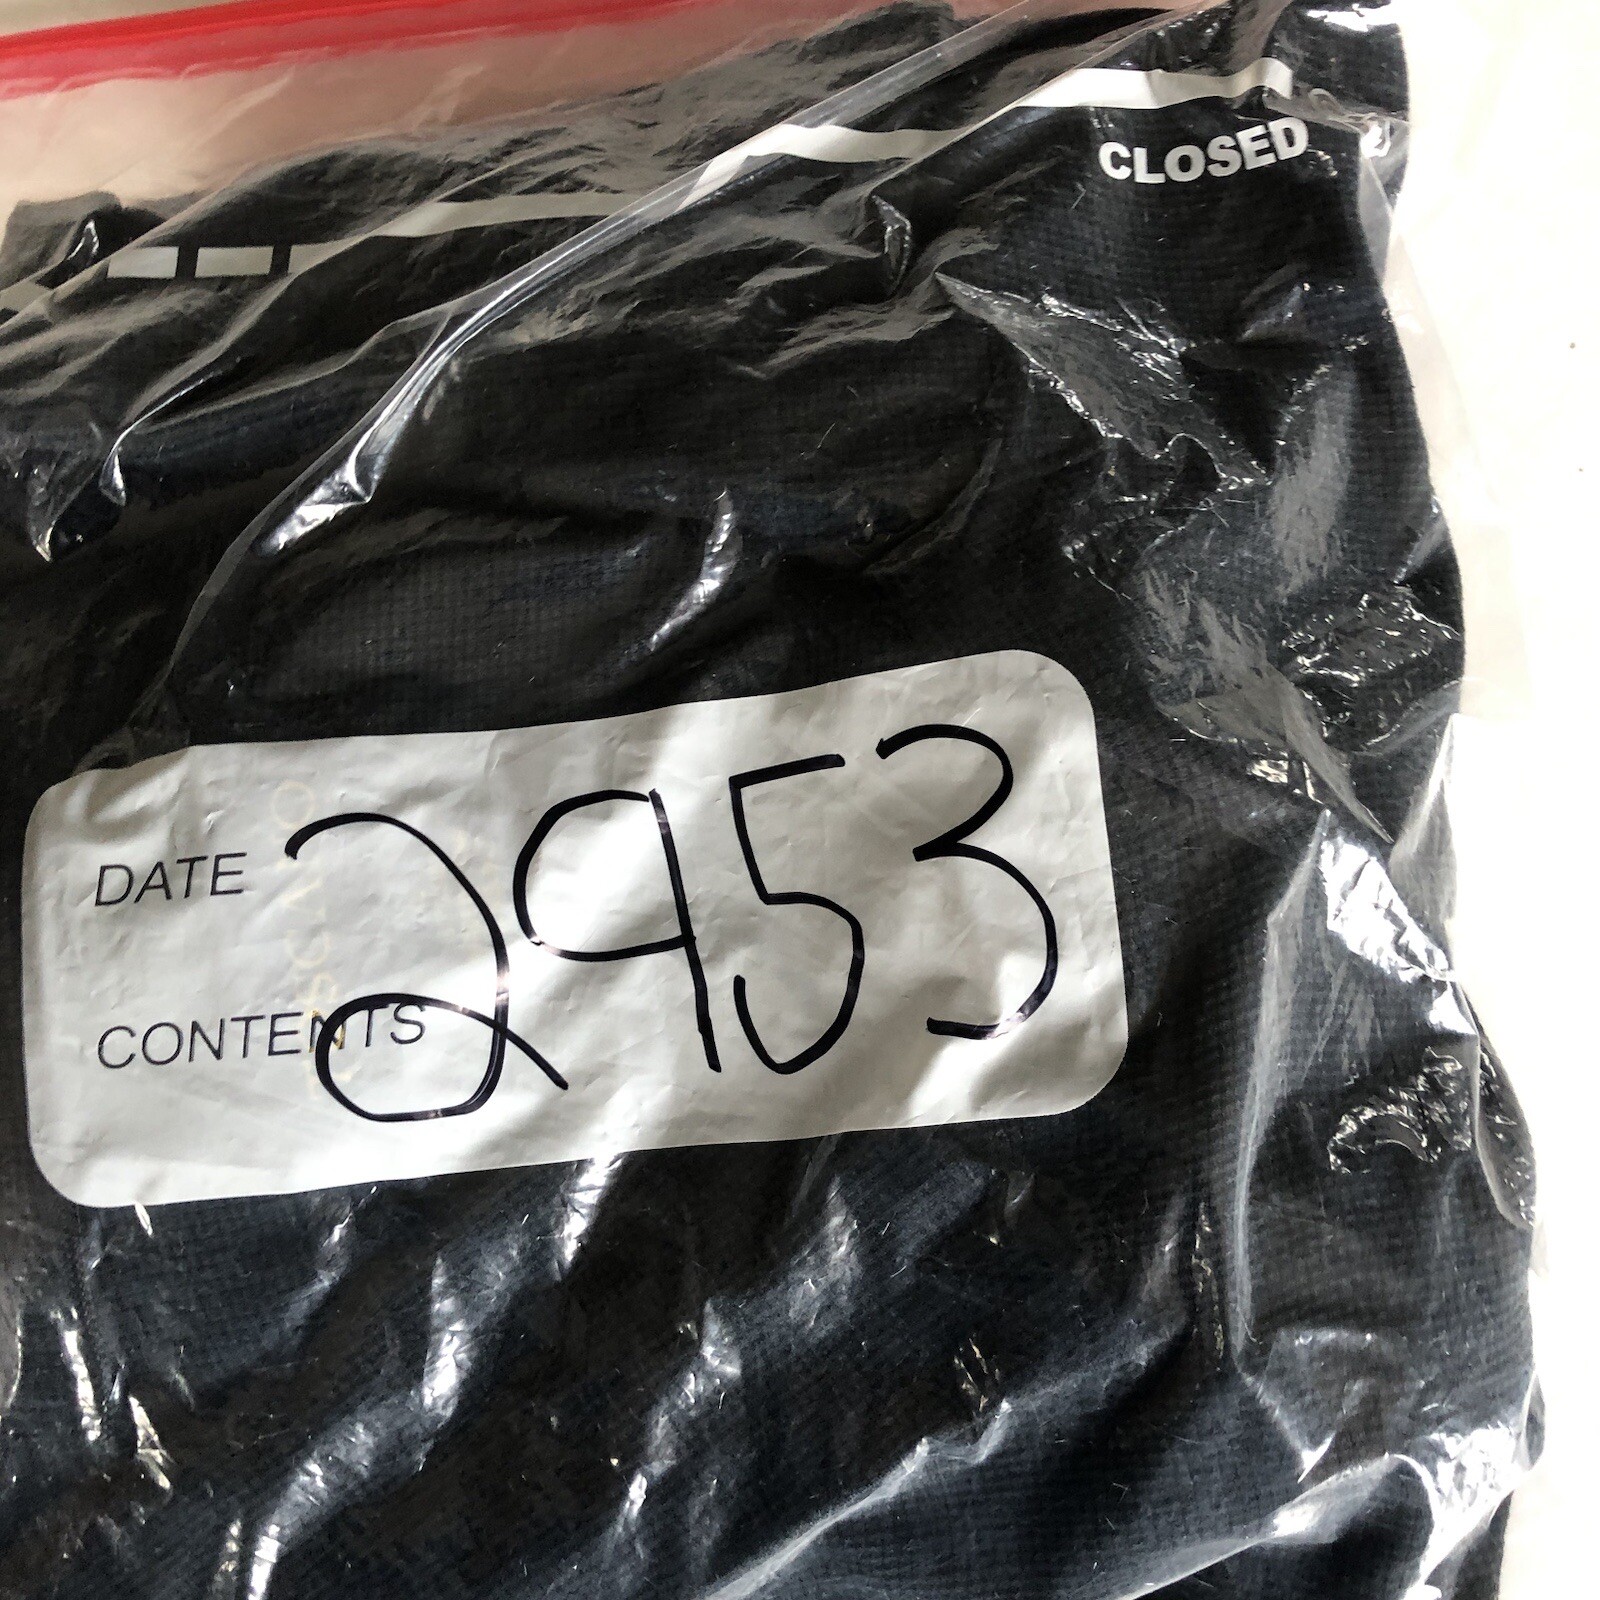 CLOSED
DATE
2953
CONTENTS